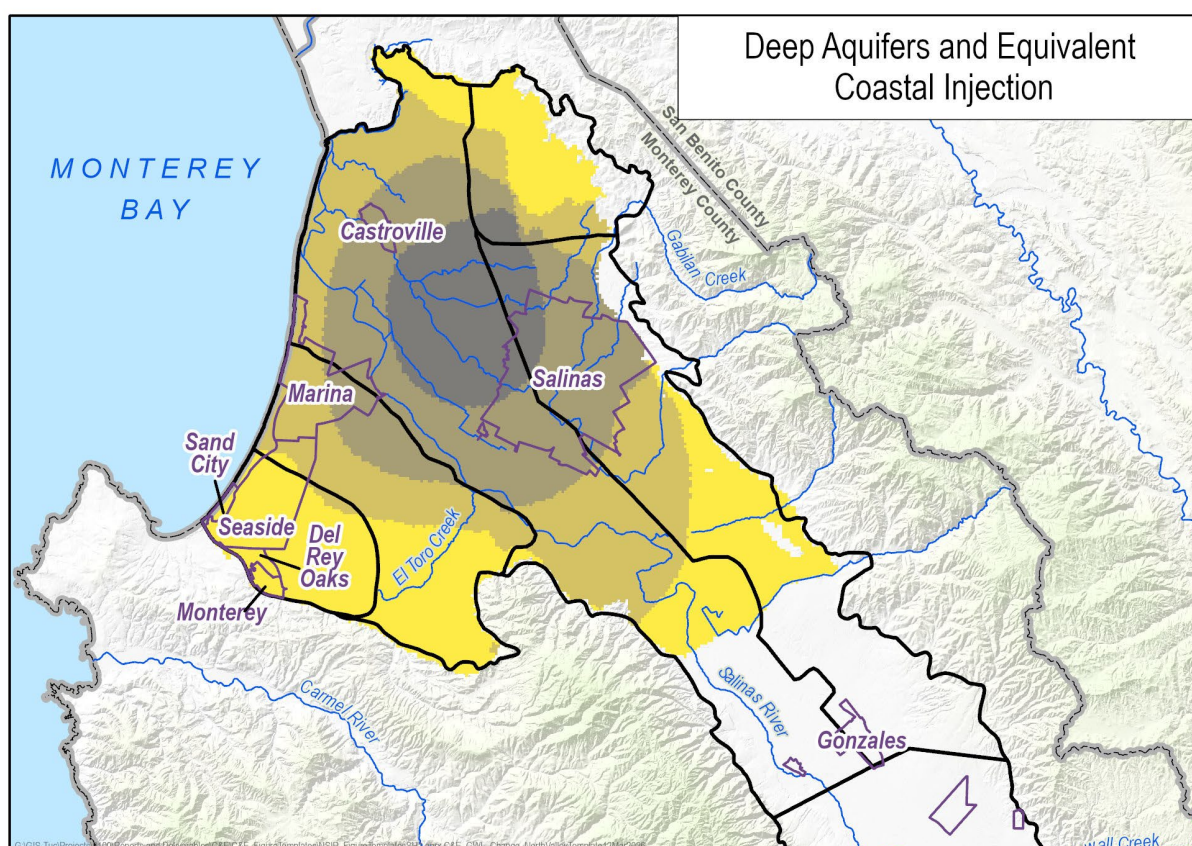 Deep Aquifers and Equivalent
Coastal Injection
MONTEREY
BAY
San Benito County
Monterey County
Castroville
Gabilan Creek
Salinas
Marina
Sand
City
Seaside
Del
Rey
Oaks
El Toro Creek
Monterey
Carmel River
Salinas River
Gonzales
Creek